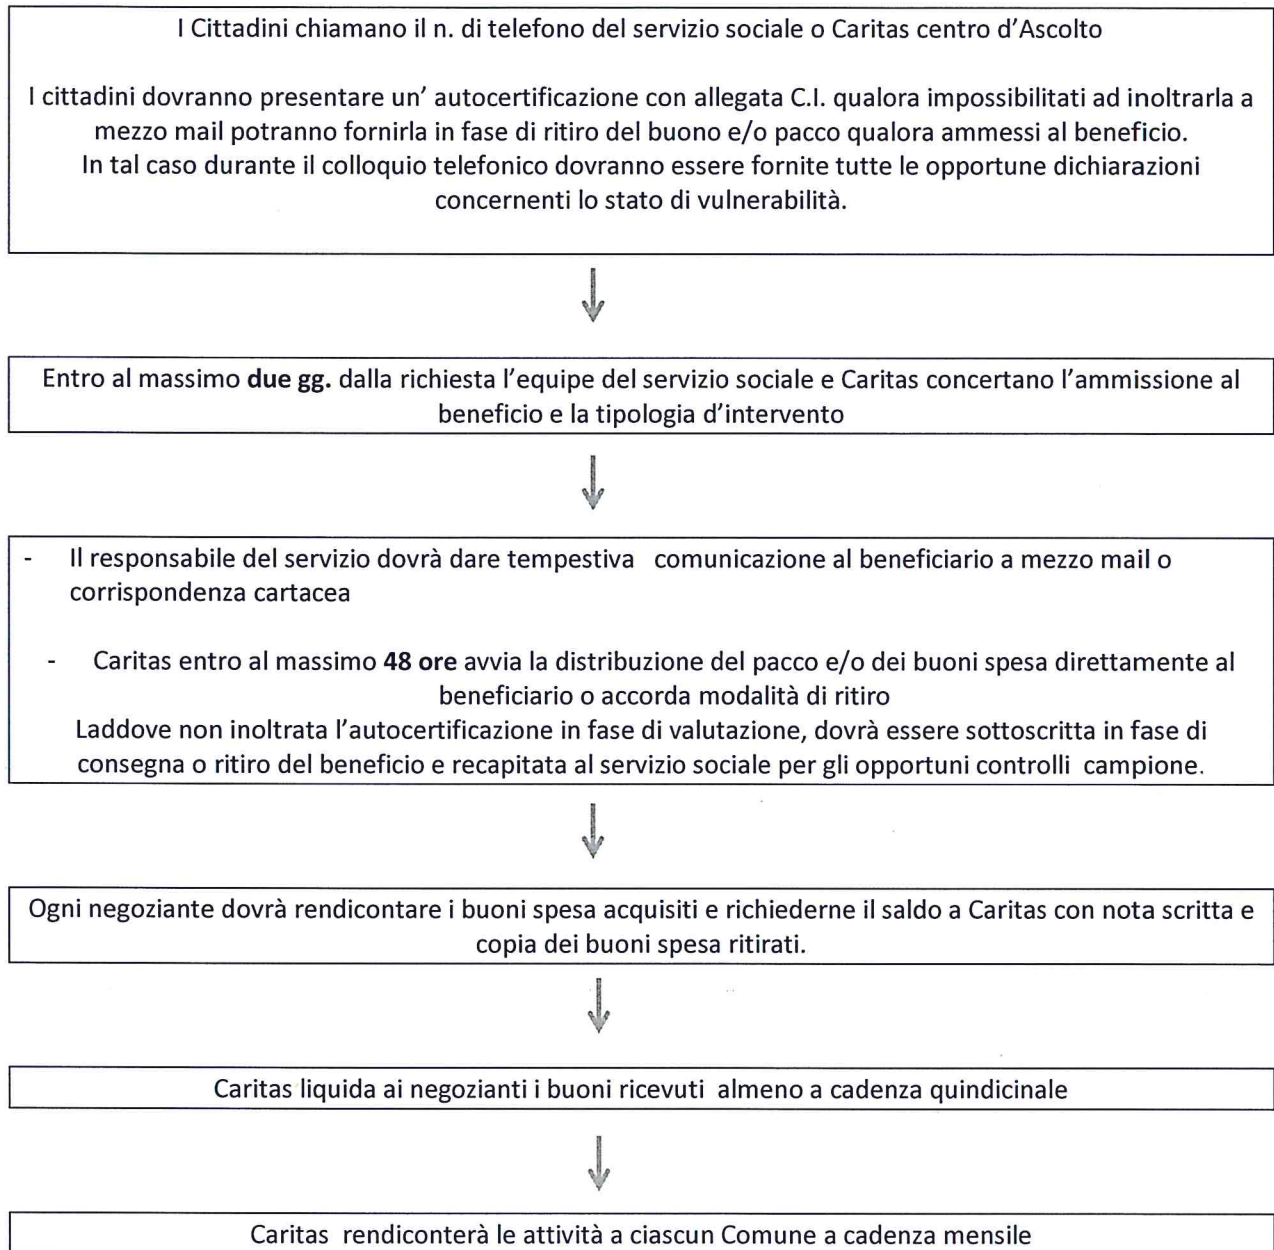 I Cittadini chiamano il n. di telefono del servizio sociale o Caritas centro d'Ascolto
I cittadini dovranno presentare un' autocertificazione con allegata C.I. qualora impossibilitati ad inoltrarla a
mezzo mail potranno fornirla in fase di ritiro del buono e/o pacco qualora ammessi al beneficio.
In tal caso durante il colloquio telefonico dovranno essere fornite tutte le opportune dichiarazioni
concernenti lo stato di vulnerabilità.
Entro al massimo due gg. dalla richiesta l'equipe del servizio sociale e Caritas concertano l'ammissione al
beneficio e la tipologia d'intervento
- Il responsabile del servizio dovrà dare tempestiva comunicazione al beneficiario a mezzo mail o
corrispondenza cartacea
- Caritas entro al massimo 48 ore avvia la distribuzione del pacco e/o dei buoni spesa direttamente al
beneficiario o accorda modalità di ritiro
Laddove non inoltrata l'autocertificazione in fase di valutazione, dovrà essere sottoscritta in fase di
consegna o ritiro del beneficio e recapitata al servizio sociale per gli opportuni controlli campione.
Ogni negoziante dovrà rendicontare i buoni spesa acquisiti e richiederne il saldo a Caritas con nota scritta e
copia dei buoni spesa ritirati.
Caritas liquida ai negozianti i buoni ricevuti almeno a cadenza quindicinale
Caritas rendiconterà le attività a ciascun Comune a cadenza mensile